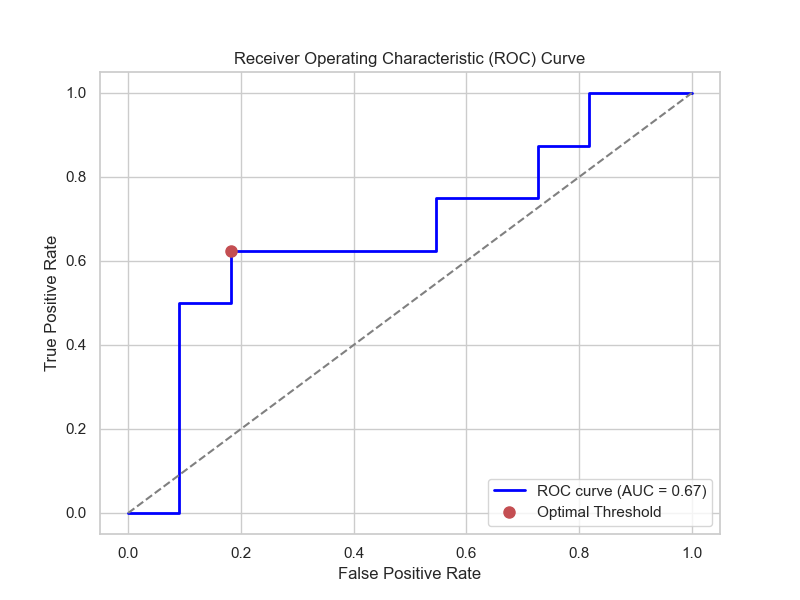 Receiver Operating Characteristic (ROC) Curve
True Positive Rate
1.0
0.8
0.6
0.4
0.2
0.0
ROC curve (AUC = 0.67)
Optimal Threshold
0.0 0.2 0.4 0.6 0.8 1.0
False Positive Rate